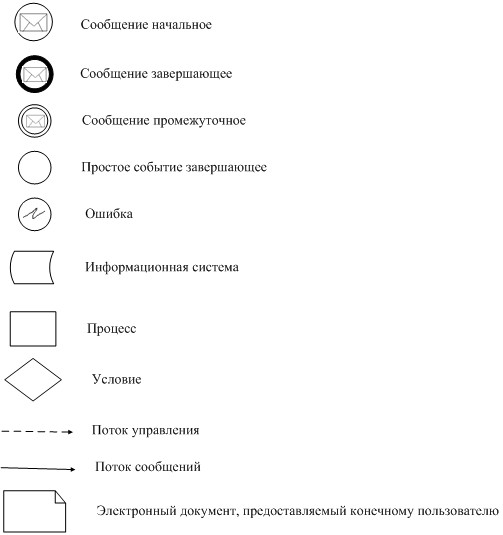 Сообщение начальное
Сообщение завершающее
Сообщение промежуточное
Простое событие завершающее
Ошибка
Информационная система
Процесс
Условие
Поток управления
Поток сообщений
Электронный документ, предоставляемый конечному пользователю